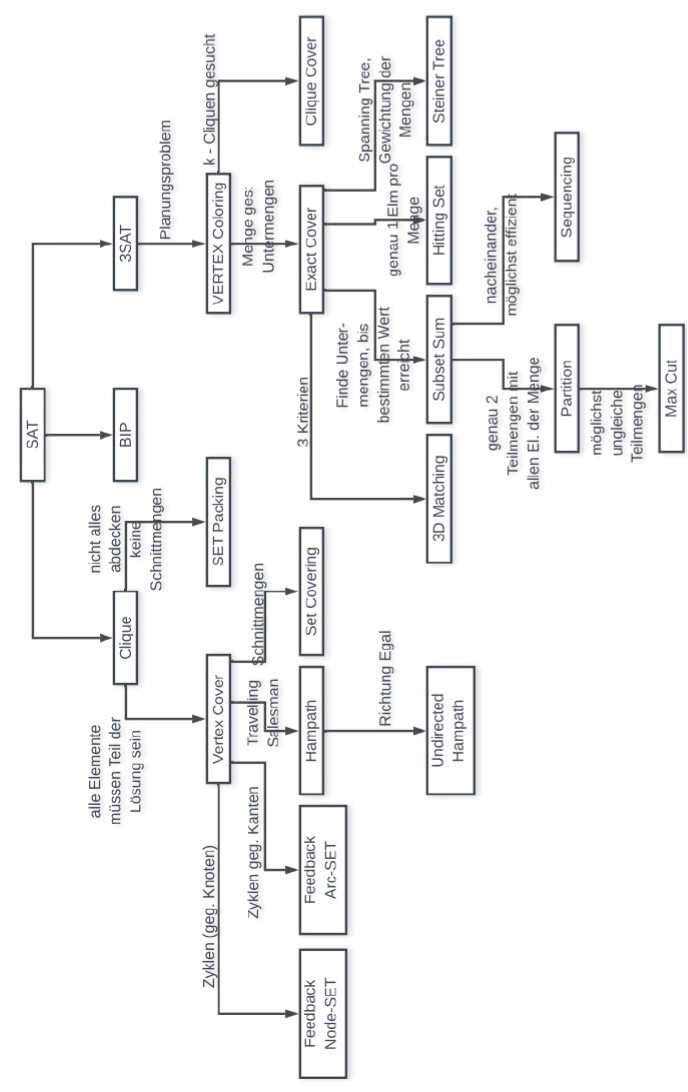 SAT
Clique
BIP
3SAT
alle Elemente
müssen Teil der
Lösung sein
nicht alles
abdecken
keine
Schnittmengen
Planungsproblem
Vertex Cover
SET Packing
VERTEX Coloring
Zyklen (geg. Knoten)
Zyklen geg. Kanten
Travelling
Salesman
Schnittmengen
Menge ges:
Untermengen
k - Cliquen gesucht
Feedback
Node-SET
Feedback
Arc-SET
Hampath
Set Covering
Exact Cover
Clique Cover
Richtung Egal
3 Kriterien
Finde Unter-
mengen, bis
bestimmten Wert
erreicht
genau 1 Elm pro
Menge
Spanning Tree,
Gewichtung der
Mengen
Undirected
Hampath
3D Matching
Subset Sum
Hitting Set
Steiner Tree
genau 2
Teilmengen mit
allen El. der Menge
nacheinander,
möglichst effizient
Partition
Sequencing
möglichst
ungleiche
Teilmengen
Max Cut